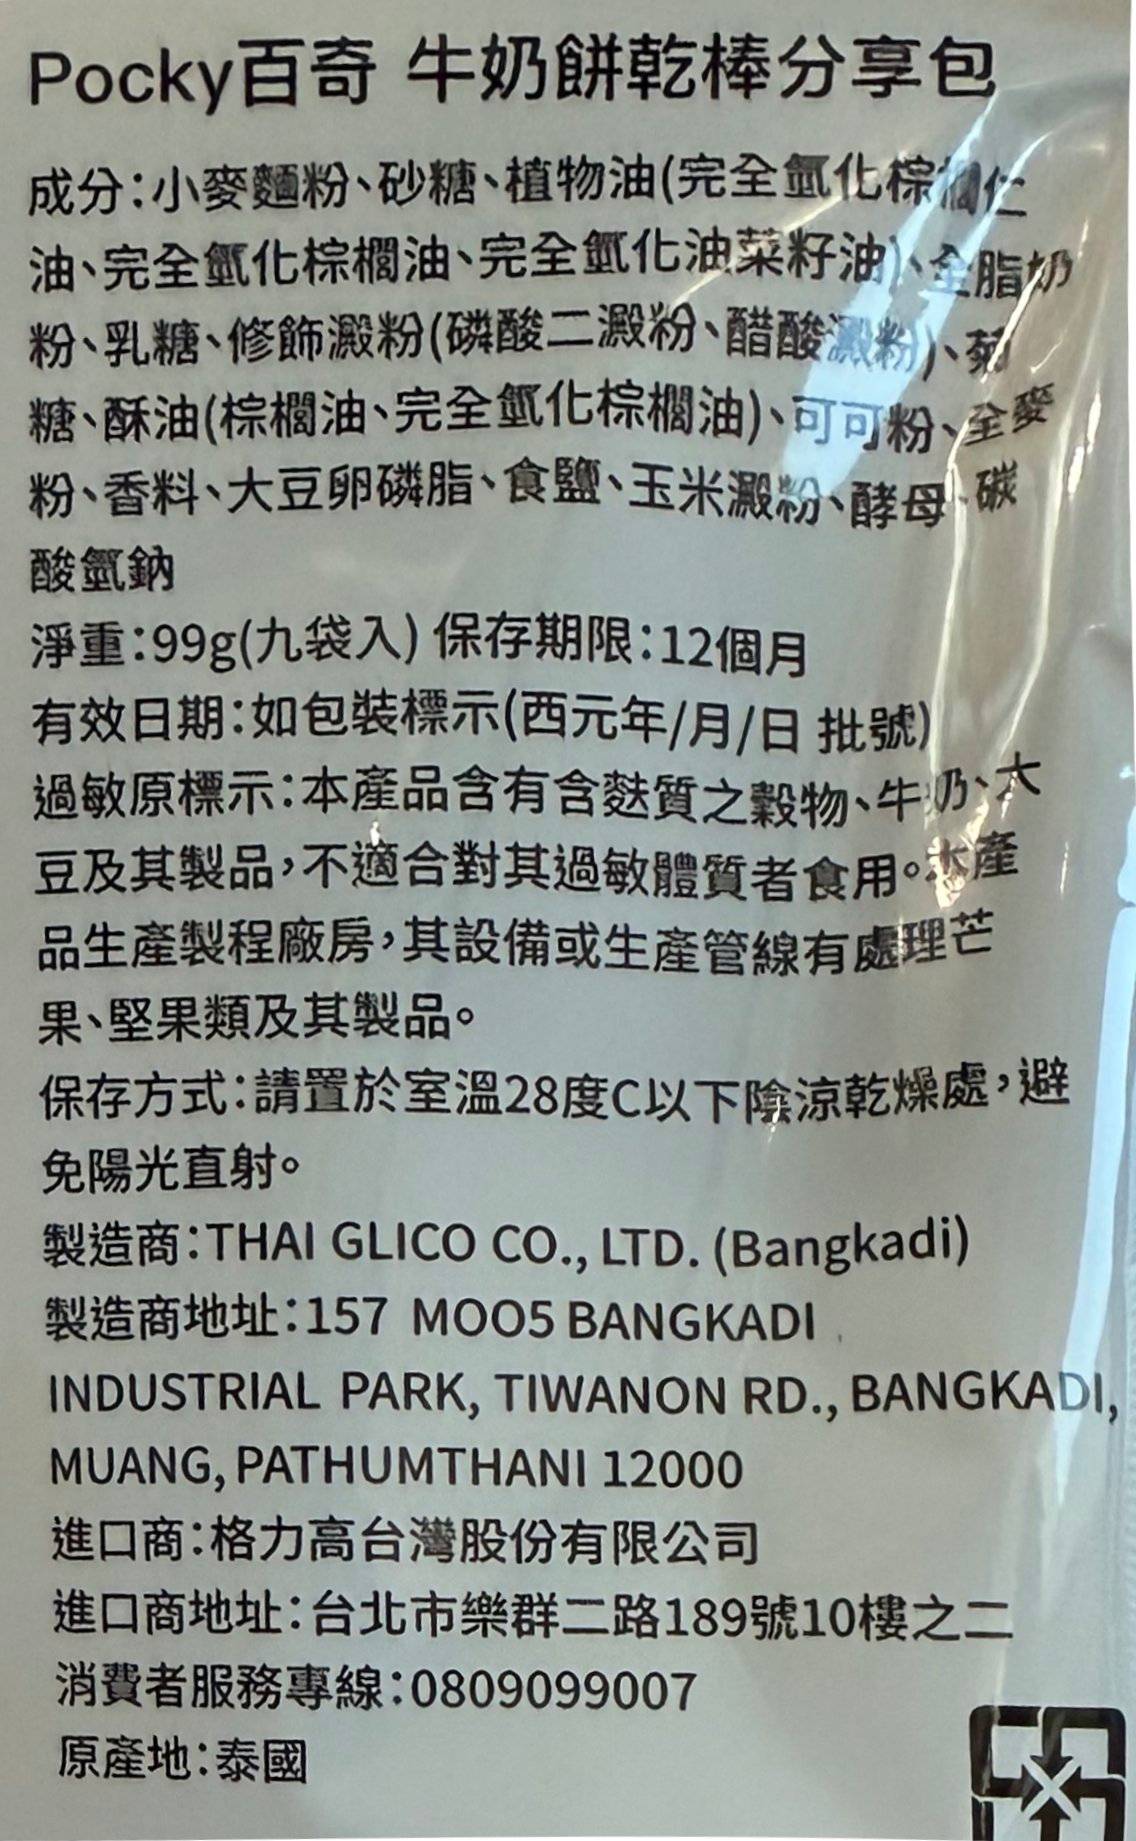 Pocky百奇 牛奶餅乾棒分享包
成分：小麥麵粉、砂糖、植物油(完全氫化棕櫚仁
油、完全氫化棕櫚油、完全氫化油菜籽油)、全脂奶
粉、乳糖、修飾澱粉(磷酸二澱粉、醋酸澱粉)、菊
糖、酥油(棕櫚油、完全氫化棕櫚油)、可可粉、全麥
粉、香料、大豆卵磷脂、食鹽、玉米澱粉、酵母、碳
酸氫鈉
淨重：99g(九袋入) 保存期限：12個月
有效日期：如包裝標示(西元年/月/日 批號)
過敏原標示：本產品含有含麩質之穀物、牛奶、大
豆及其製品，不適合對其過敏體質者食用。本產
品生產製程廠房，其設備或生產管線有處理芒
果、堅果類及其製品。
保存方式：請置於室溫28度C以下陰涼乾燥處，避
免陽光直射。
製造商：THAI GLICO CO., LTD. (Bangkadi)
製造商地址：157 MOO5 BANGKADI
INDUSTRIAL PARK, TIWANON RD., BANGKADI,
MUANG, PATHUMTHANI 12000
進口商：格力高台灣股份有限公司
進口商地址：台北市樂群二路189號10樓之二
消費者服務專線：0809099007
原產地：泰國